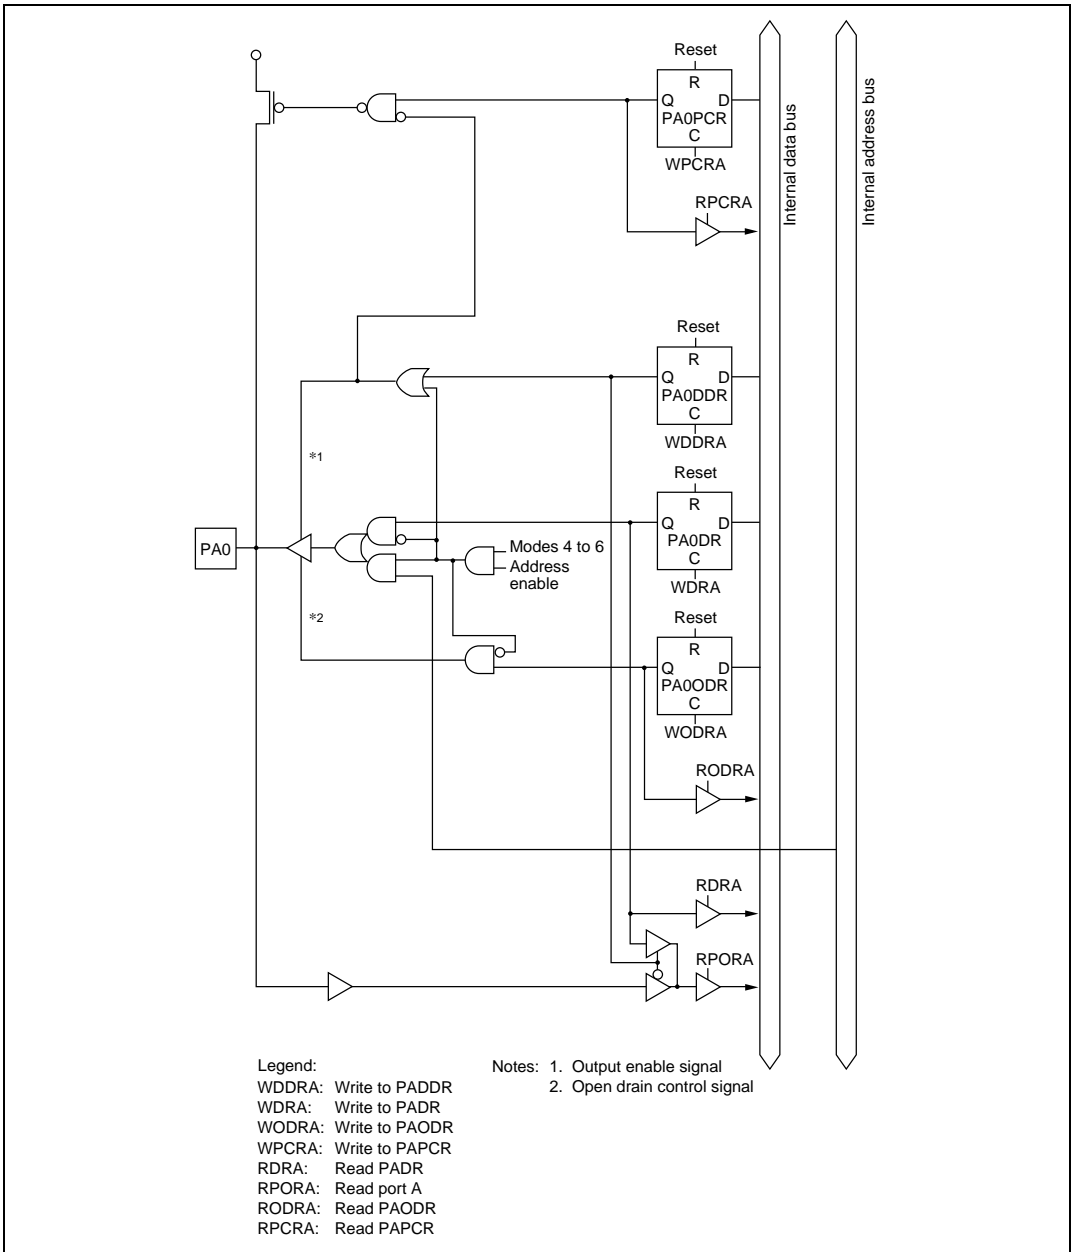 Reset
R
Q D
PA0PCR
C
WPCRA
RPCRA
Internal data bus
Internal address bus
Reset
R
Q D
PA0DDR
C
WDDRA
*1
Reset
R
Q D
PA0DR
C
WDRA
PA0
Modes 4 to 6
Address
enable
*2
Reset
R
Q D
PA0ODR
C
WODRA
RODRA
RDRA
RPORA
Legend:
WDDRA: Write to PADDR
WDRA: Write to PADR
WODRA: Write to PAODR
WPCRA: Write to PAPCR
RDRA: Read PADR
RPORA: Read port A
RODRA: Read PAODR
RPCRA: Read PAPCR
Notes: 1. Output enable signal
2. Open drain control signal